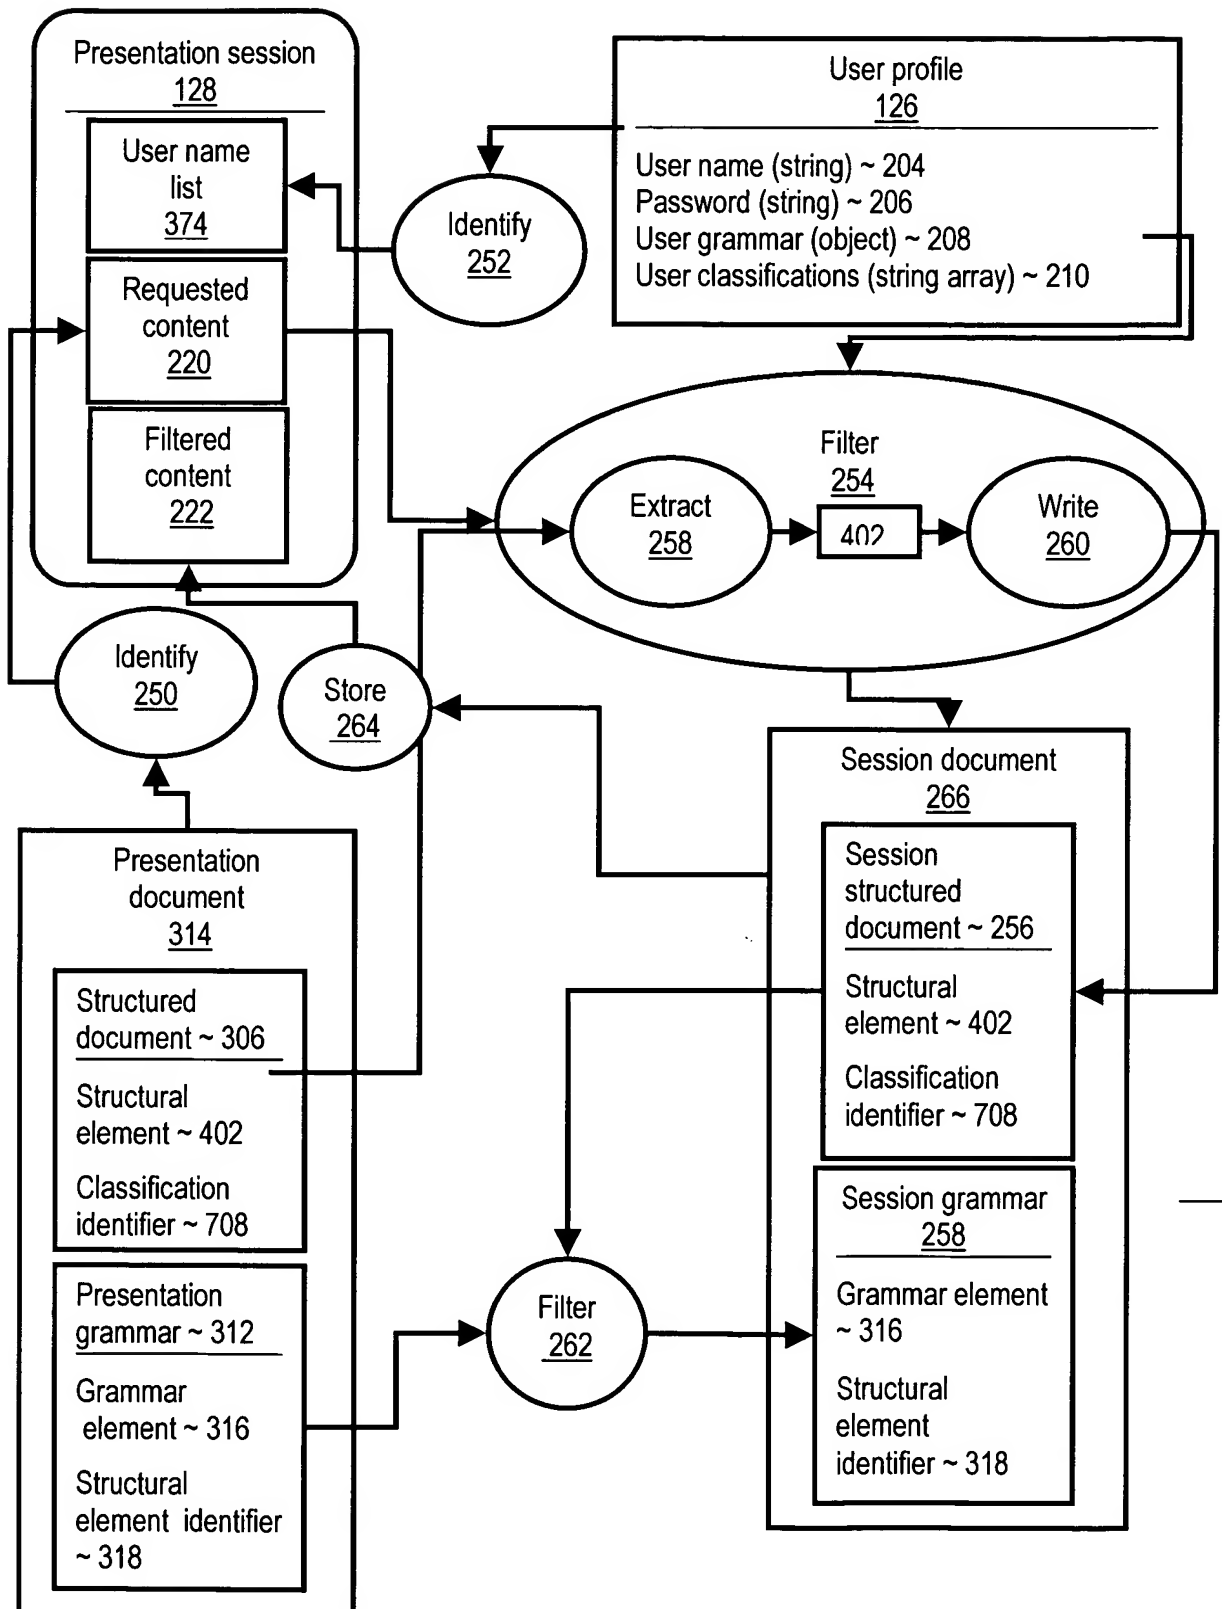 Presentation session
128
User name
list
374
Requested
content
220
Filtered
content
222
User profile
126
User name (string) ~ 204
Password (string) ~ 206
User grammar (object) ~ 208
User classifications (string array) ~ 210
Identify
252
Filter
254
Extract
258
402
Write
260
Identify
250
Store
264
Presentation
document
314
Structured
document ~ 306
Structural
element ~ 402
Classification
identifier ~ 708
Presentation
grammar ~ 312
Grammar
element ~ 316
Structural
element identifier
~ 318
Filter
262
Session document
266
Session
structured
document ~ 256
Structural
element ~ 402
Classification
identifier ~ 708
Session grammar
258
Grammar element
~ 316
Structural
element
identifier ~ 318